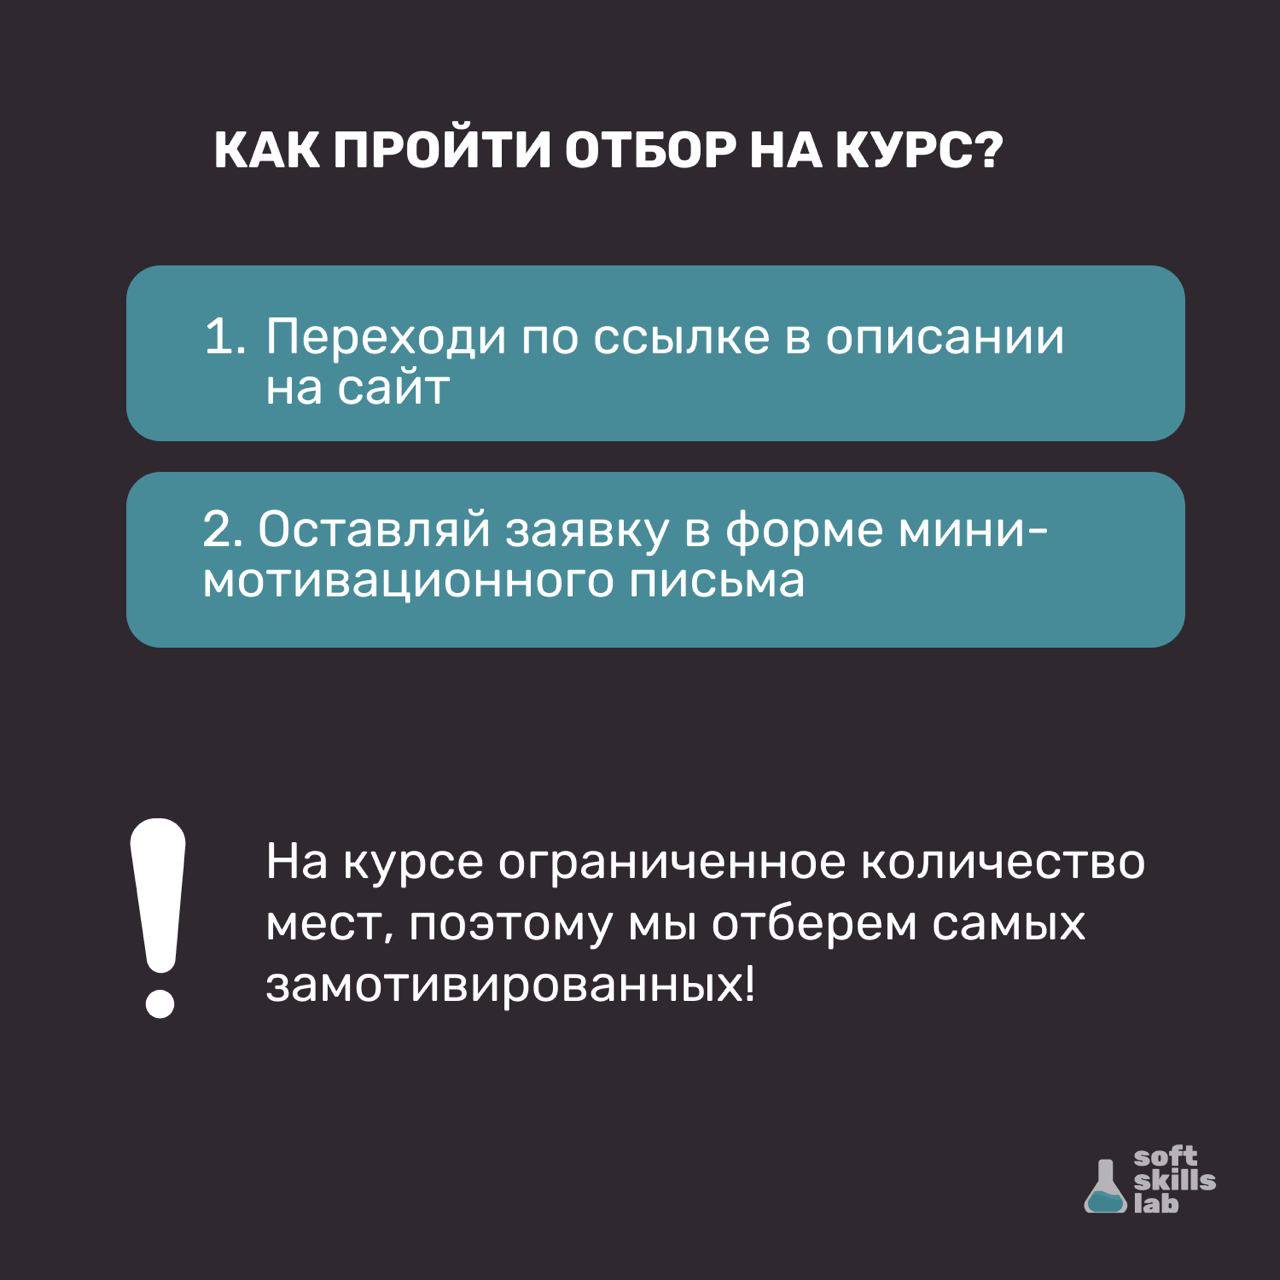 КАК ПРОЙТИ ОТБОР НА КУРС?
1. Переходи по ссылке в описании
на сайт
2. Оставляй заявку в форме мини-
мотивационного письма
!
На курсе ограниченное количество
мест, поэтому мы отберем самых
замотивированных!
soft
skills
lab